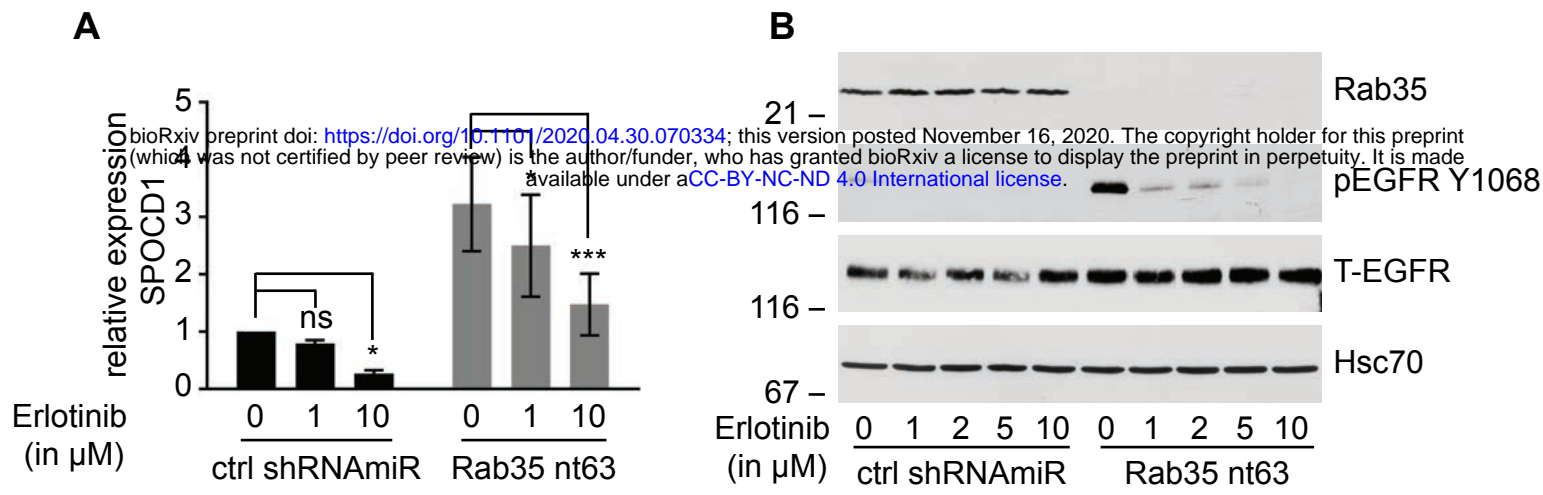 A
B
bioRxiv preprint doi: https://doi.org/10.1101/2020.04.30.070334; this version posted November 16, 2020. The copyright holder for this preprint
(which was not certified by peer review) is the author/funder, who has granted bioRxiv a license to display the preprint in perpetuity. It is made
available under aCC-BY-NC-ND 4.0 International license.
relative expression
SPOCD1
5
4
3
2
1
0
ns
*
*
***
Erlotinib
(in µM)
0 1 10 0 1 10
ctrl shRNAmiR Rab35 nt63
21 –
Rab35
116 –
pEGFR Y1068
116 –
T-EGFR
67 –
Hsc70
Erlotinib
(in µM)
0 1 2 5 10 0 1 2 5 10
ctrl shRNAmiR Rab35 nt63